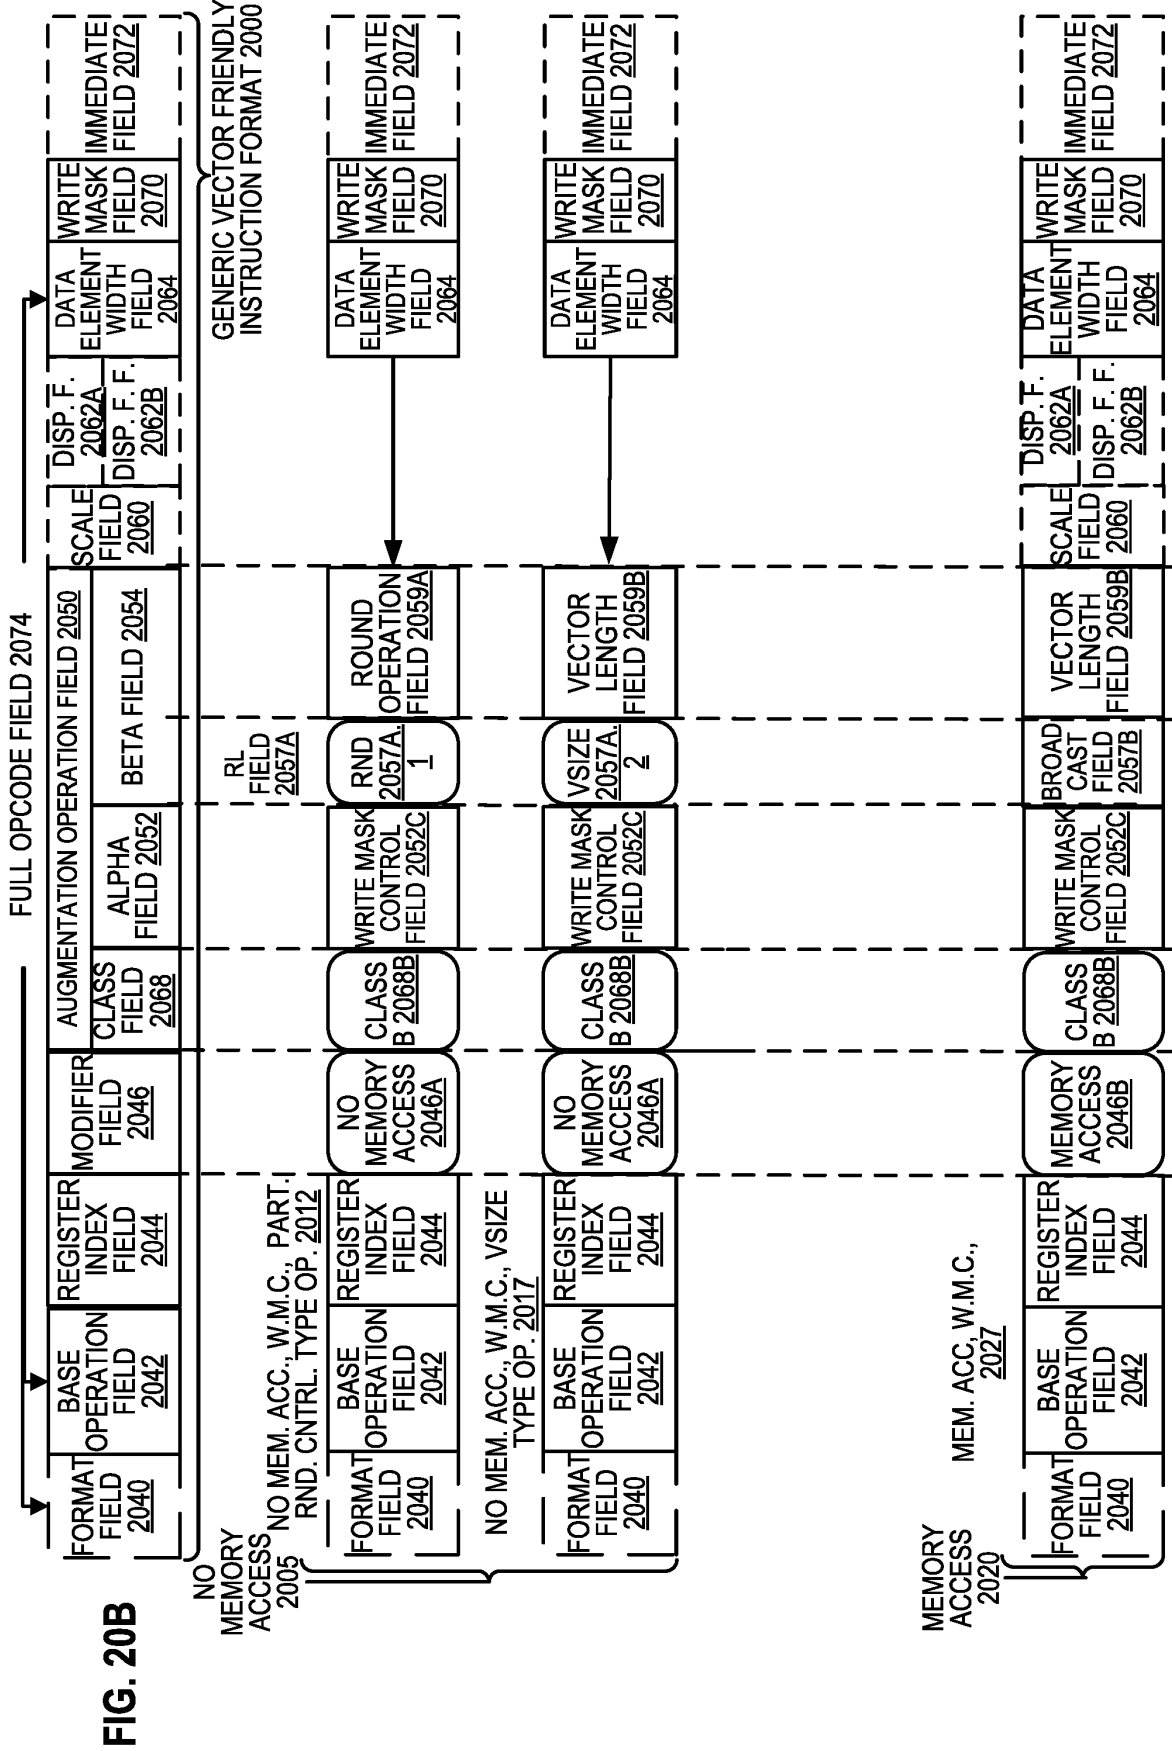 FIG. 20B
FULL OPCODE FIELD 2074
FORMAT
FIELD
2040
BASE
OPERATION
FIELD
2042
REGISTER
INDEX
FIELD
2044
MODIFIER
FIELD
2046
AUGMENTATION OPERATION FIELD 2050
CLASS
FIELD
2068
ALPHA
FIELD 2052
BETA FIELD 2054
SCALE
FIELD
2060
DISP. F.
2062A
DISP. F. F.
2062B
DATA
ELEMENT
WIDTH
FIELD
2064
WRITE
MASK
FIELD
2070
IMMEDIATE
FIELD 2072
GENERIC VECTOR FRIENDLY
INSTRUCTION FORMAT 2000
NO
MEMORY
ACCESS
2005
NO MEM. ACC., W.M.C., PART.
RND. CNTRL. TYPE OP. 2012
RL
FIELD
2057A
FORMAT
FIELD
2040
BASE
OPERATION
FIELD
2042
REGISTER
INDEX
FIELD
2044
NO
MEMORY
ACCESS
2046A
CLASS
B 2068B
WRITE MASK
CONTROL
FIELD 2052C
RND
2057A.
1
ROUND
OPERATION
FIELD 2059A
DATA
ELEMENT
WIDTH
FIELD
2064
WRITE
MASK
FIELD
2070
IMMEDIATE
FIELD 2072
NO MEM. ACC., W.M.C., VSIZE
TYPE OP. 2017
FORMAT
FIELD
2040
BASE
OPERATION
FIELD
2042
REGISTER
INDEX
FIELD
2044
NO
MEMORY
ACCESS
2046A
CLASS
B 2068B
WRITE MASK
CONTROL
FIELD 2052C
VSIZE
2057A.
2
VECTOR
LENGTH
FIELD 2059B
DATA
ELEMENT
WIDTH
FIELD
2064
WRITE
MASK
FIELD
2070
IMMEDIATE
FIELD 2072
MEMORY
ACCESS
2020
MEM. ACC, W.M.C.,
2027
FORMAT
FIELD
2040
BASE
OPERATION
FIELD
2042
REGISTER
INDEX
FIELD
2044
MEMORY
ACCESS
2046B
CLASS
B 2068B
WRITE MASK
CONTROL
FIELD 2052C
BROAD
CAST
FIELD
2057B
VECTOR
LENGTH
FIELD 2059B
SCALE
FIELD
2060
DISP. F.
2062A
DISP. F. F.
2062B
DATA
ELEMENT
WIDTH
FIELD
2064
WRITE
MASK
FIELD
2070
IMMEDIATE
FIELD 2072